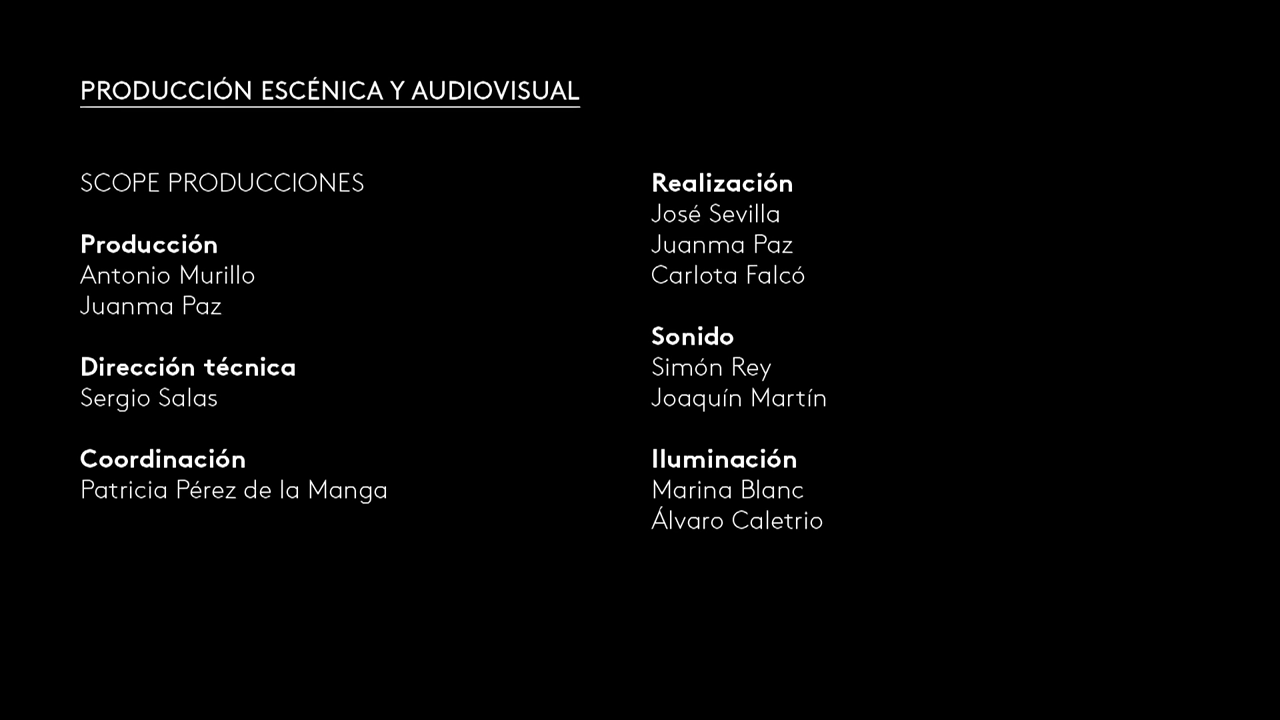 PRODUCCIÓN ESCÉNICA Y AUDIOVISUAL
SCOPE PRODUCCIONES
Producción
Antonio Murillo
Juanma Paz
Dirección técnica
Sergio Salas
Coordinación
Patricia Pérez de la Manga
Realización
José Sevilla
Juanma Paz
Carlota Falcó
Sonido
Simón Rey
Joaquín Martín
Iluminación
Marina Blanc
Álvaro Caletrio